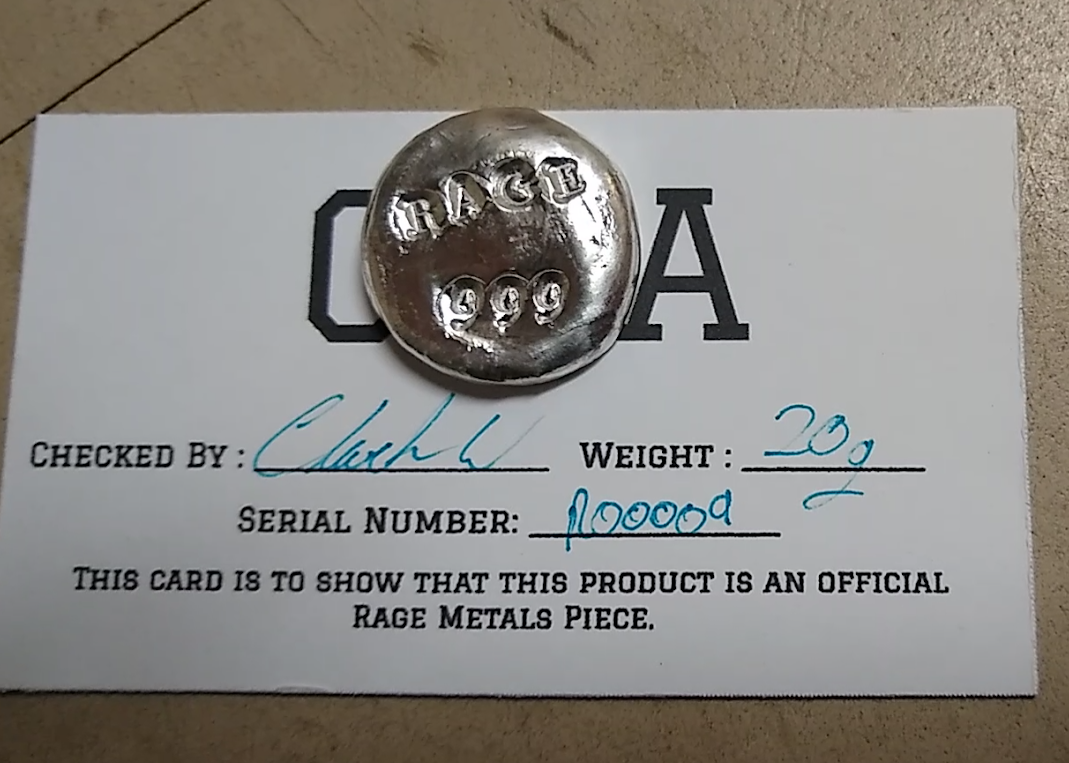 RAGE
999
C A
CHECKED BY: WEIGHT: 20g
SERIAL NUMBER: R00009
THIS CARD IS TO SHOW THAT THIS PRODUCT IS AN OFFICIAL
RAGE METALS PIECE.